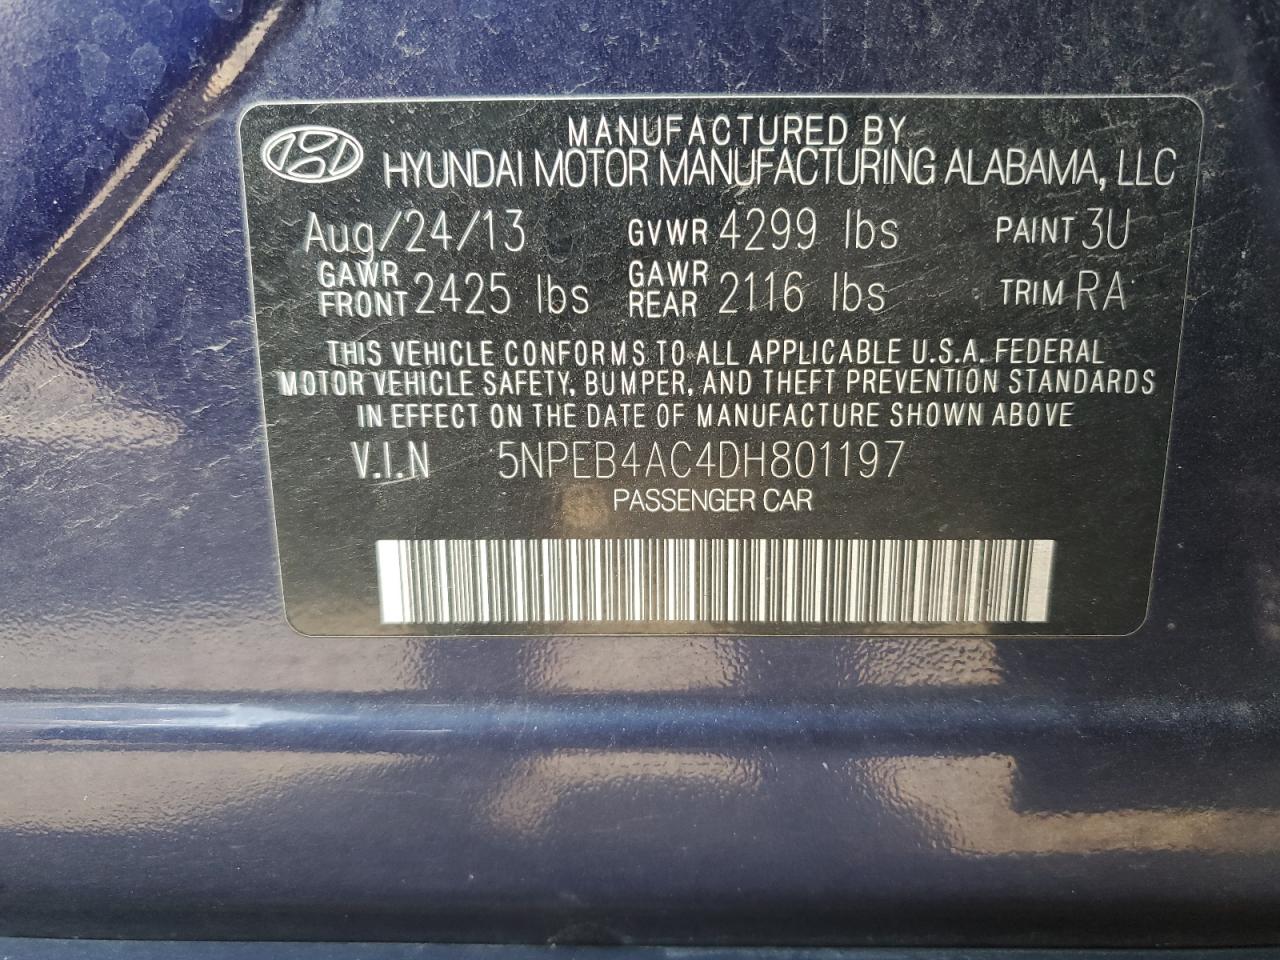 MANUFACTURED BY
HYUNDAI MOTOR MANUFACTURING ALABAMA, LLC
Aug/24/13 GVWR 4299 lbs PAINT 3U
GAWR FRONT 2425 lbs GAWR REAR 2116 lbs TRIM RA
THIS VEHICLE CONFORMS TO ALL APPLICABLE U.S.A. FEDERAL
MOTOR VEHICLE SAFETY, BUMPER, AND THEFT PREVENTION STANDARDS
IN EFFECT ON THE DATE OF MANUFACTURE SHOWN ABOVE
V.I.N 5NPEB4AC4DH801197
PASSENGER CAR